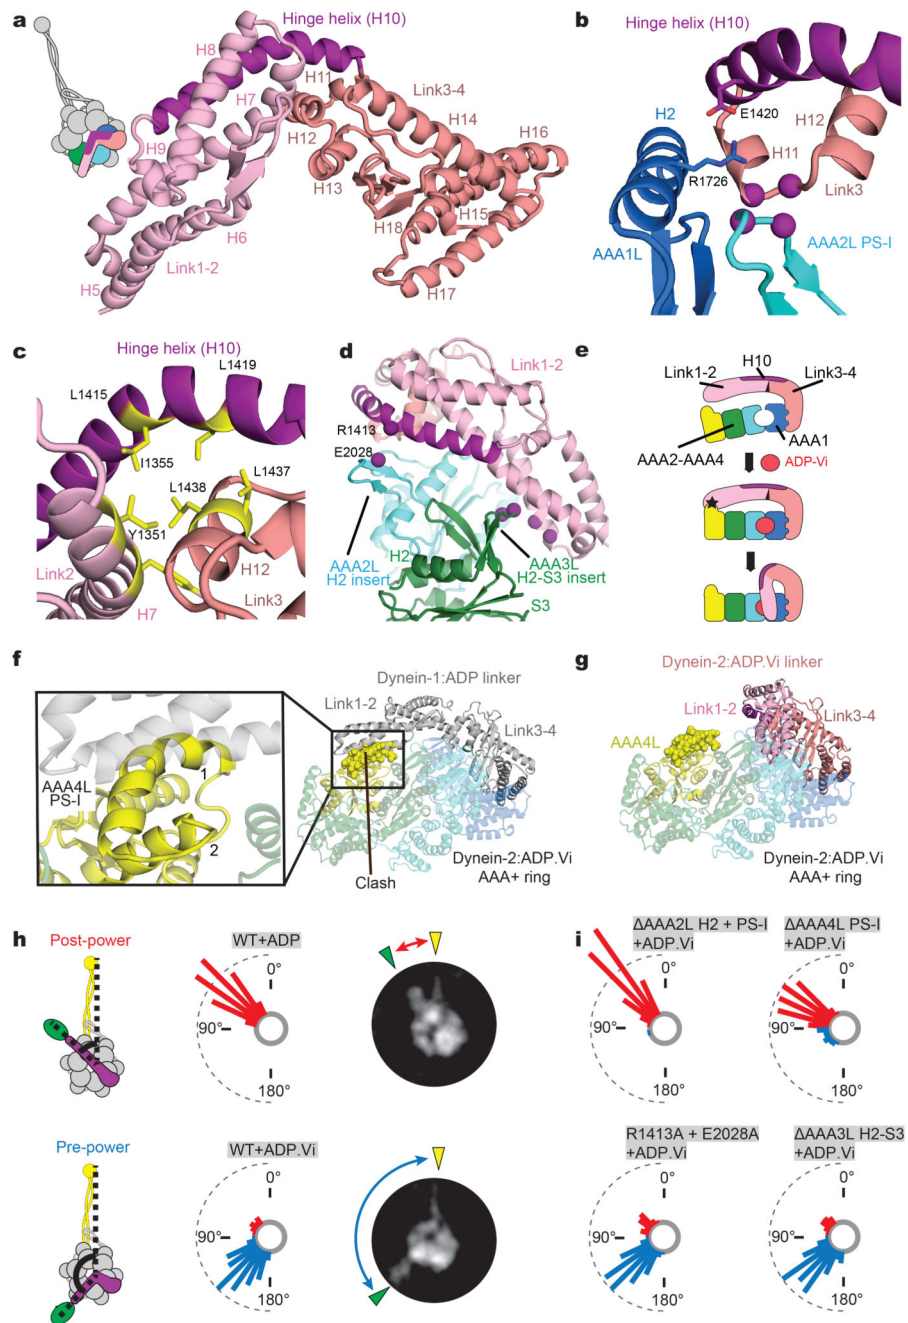 a
Hinge helix (H10)
H8
H11
Link3-4
H7
H14
H16
H12
H9
H13
H15
H18
H6
Link1-2
H5
H17
b
Hinge helix (H10)
H2
E1420
H12
H11
R1726
Link3
AAA1L
AAA2L PS-I
c
Hinge helix (H10)
L1419
L1415
I1355
L1437
L1438
Y1351
Link2
H12
Link3
H7
d
Link1-2
R1413
E2028
H2
AAA2L
H2 insert
AAA3L
H2-S3 insert
S3
e
Link1-2
H10
Link3-4
AAA1
AAA2-AAA4
ADP-Vi
f
Dynein-1:ADP linker
Link1-2
Link3-4
AAA4L
PS-I
1
2
Clash
Dynein-2:ADP.Vi
AAA+ ring
g
Dynein-2:ADP.Vi linker
Link1-2
Link3-4
AAA4L
Dynein-2:ADP.Vi
AAA+ ring
h
Post-power
WT+ADP
0°
90°
180°
Pre-power
WT+ADP.Vi
0°
90°
180°
i
ΔAAA2L H2 + PS-I
+ADP.Vi
0°
90°
180°
ΔAAA4L PS-I
+ADP.Vi
0°
90°
180°
R1413A + E2028A
+ADP.Vi
0°
90°
180°
ΔAAA3L H2-S3
+ADP.Vi
0°
90°
180°